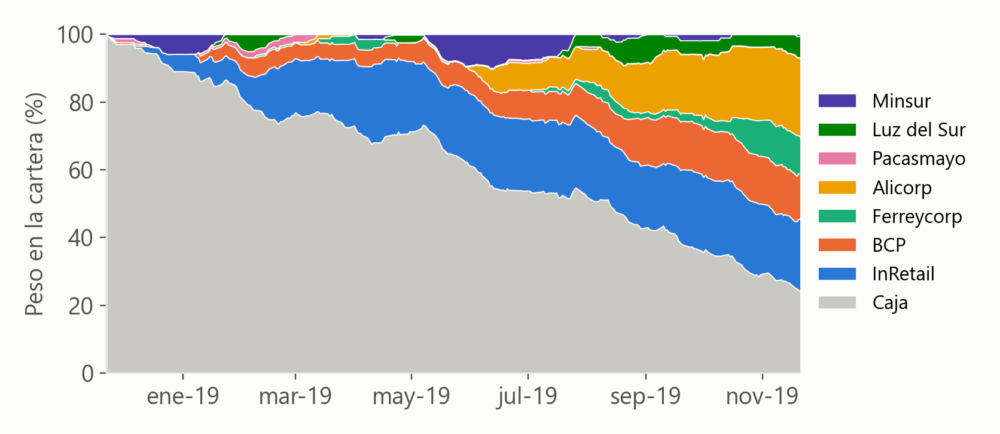 Peso en la cartera (%)
100
80
60
40
20
0
ene-19
mar-19
may-19
jul-19
sep-19
nov-19
Minsur
Luz del Sur
Pacasmayo
Alicorp
Ferreycorp
BCP
InRetail
Caja